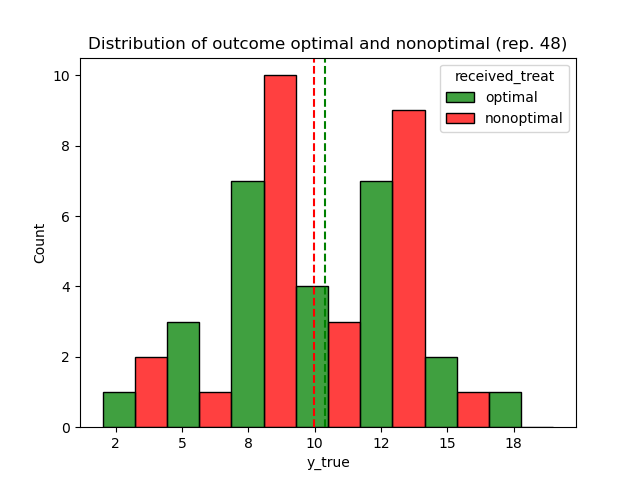 Distribution of outcome optimal and nonoptimal (rep. 48)
received_treat
optimal
nonoptimal
10
8
6
4
2
0
Count
2
5
8
10
12
15
18
y_true